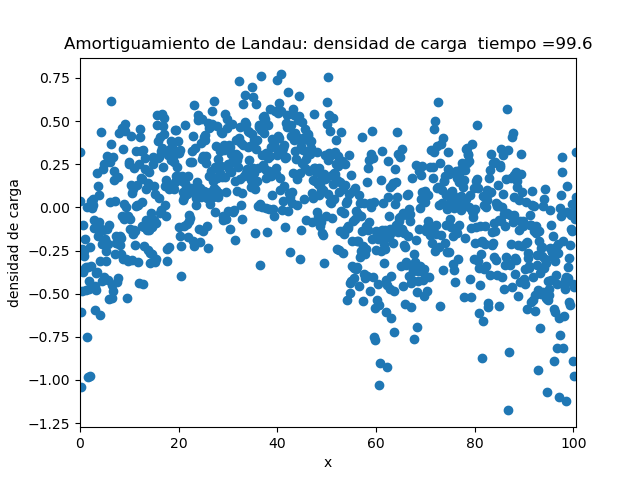 Amortiguamiento de Landau: densidad de carga  tiempo =99.6
densidad de carga
0.75
0.50
0.25
0.00
−0.25
−0.50
−0.75
−1.00
−1.25
0 20 40 60 80 100
x